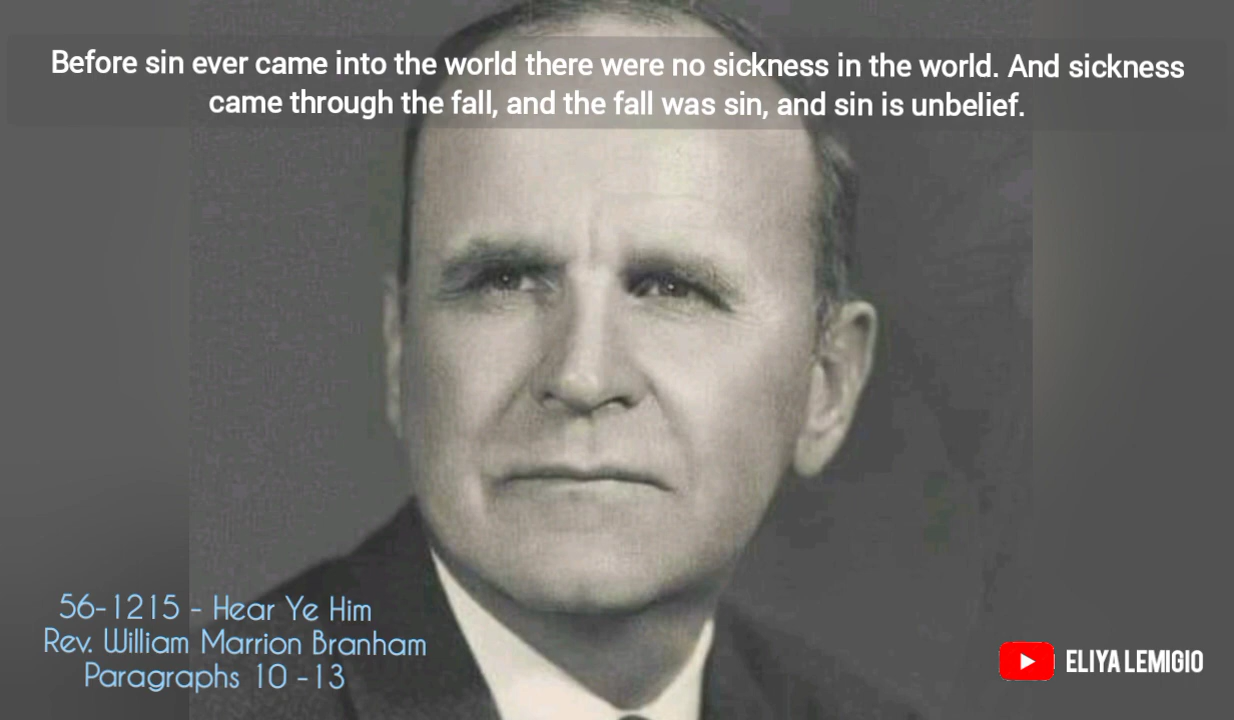 Before sin ever came into the world there were no sickness in the world. And sickness
came through the fall, and the fall was sin, and sin is unbelief.
56-1215 - Hear Ye Him
Rev. William Marrion Branham
Paragraphs 10 -13
ELIYA LEMIGIO